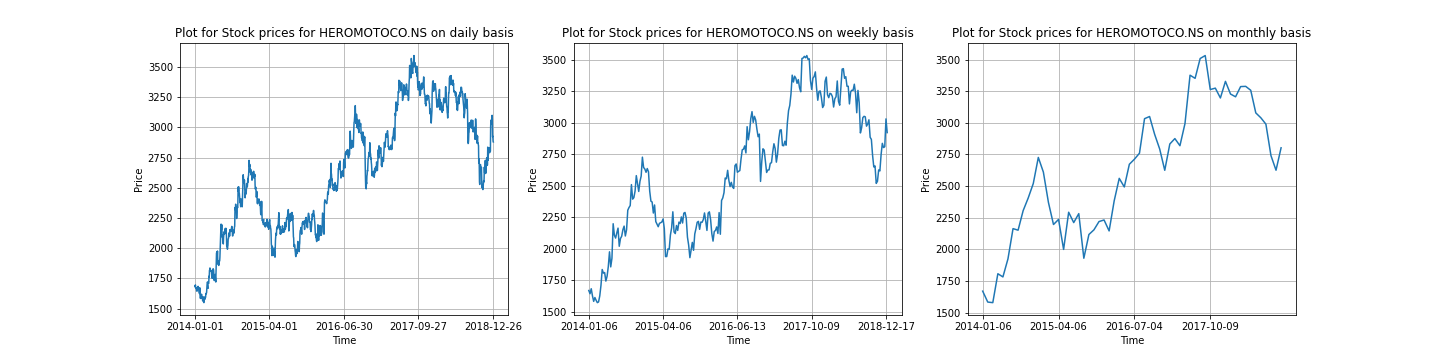 Plot for Stock prices for HEROMOTOCO.NS on daily basis
Price
3500
3250
3000
2750
2500
2250
2000
1750
1500
2014-01-01 2015-04-01 2016-06-30 2017-09-27 2018-12-26
Time
Plot for Stock prices for HEROMOTOCO.NS on weekly basis
Price
3500
3250
3000
2750
2500
2250
2000
1750
1500
2014-01-06 2015-04-06 2016-06-13 2017-10-09 2018-12-17
Time
Plot for Stock prices for HEROMOTOCO.NS on monthly basis
Price
3500
3250
3000
2750
2500
2250
2000
1750
1500
2014-01-06 2015-04-06 2016-07-04 2017-10-09
Time